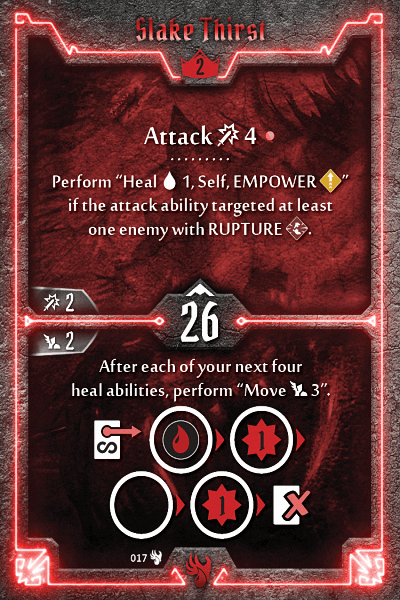 Slake Thirst
2
Attack 4
Perform “Heal 1, Self, EMPOWER ”
if the attack ability targeted at least
one enemy with RUPTURE .
2
26
2
After each of your next four
heal abilities, perform “Move 3”.
1
1
017